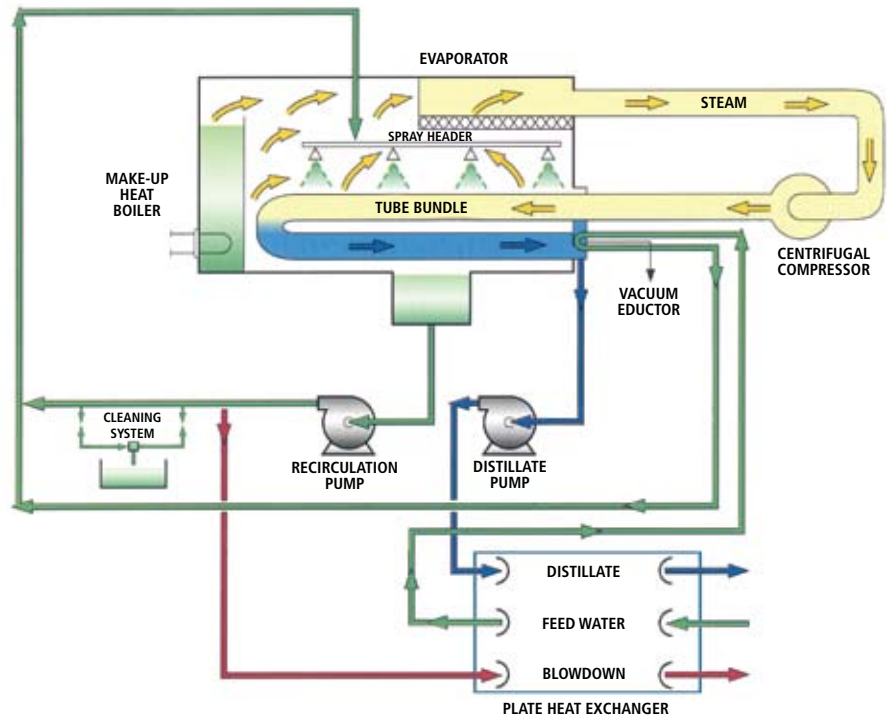 EVAPORATOR
STEAM
SPRAY HEADER
MAKE-UP
HEAT
BOILER
TUBE BUNDLE
CENTRIFUGAL
COMPRESSOR
VACUUM
EDUCTOR
CLEANING
SYSTEM
RECIRCULATION
PUMP
DISTILLATE
PUMP
DISTILLATE
FEED WATER
BLOWDOWN
PLATE HEAT EXCHANGER